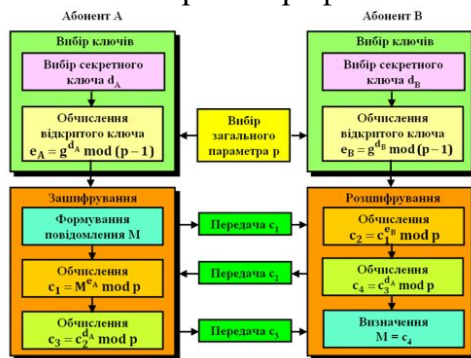 Абонент А
Абонент В
Вибір ключів
Вибір секретного
ключа d_A
Обчислення
відкритого ключа
e_A = g^{d_A} mod (p – 1)
Вибір
загального
параметра p
Вибір ключів
Вибір секретного
ключа d_B
Обчислення
відкритого ключа
e_B = g^{d_B} mod (p – 1)
Зашифрування
Формування
повідомлення M
Обчислення
c_1 = M^{e_A} mod p
Обчислення
c_3 = c_2^{d_A} mod p
Передача c_1
Передача c_2
Передача c_3
Розшифрування
Обчислення
c_2 = c_1^{e_B} mod p
Обчислення
c_4 = c_3^{d_A} mod p
Визначення
M = c_4